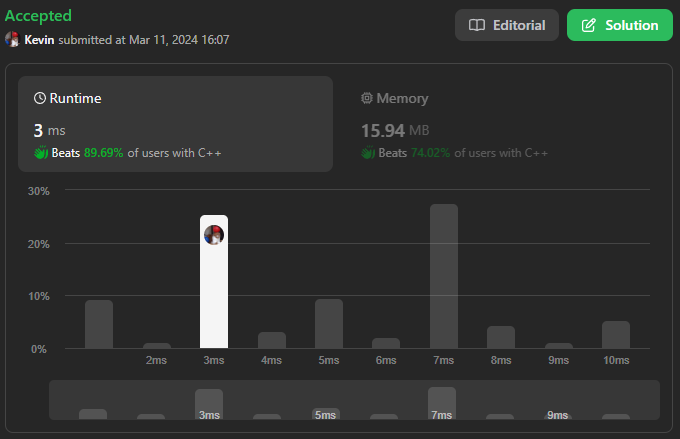 Accepted
Kevin submitted at Mar 11, 2024 16:07
Editorial
Solution
Runtime
3 ms
Beats 89.69% of users with C++
Memory
15.94 MB
Beats 74.02% of users with C++
30%
20%
10%
0%
2ms 3ms 4ms 5ms 6ms 7ms 8ms 9ms 10ms
3ms 5ms 7ms 9ms